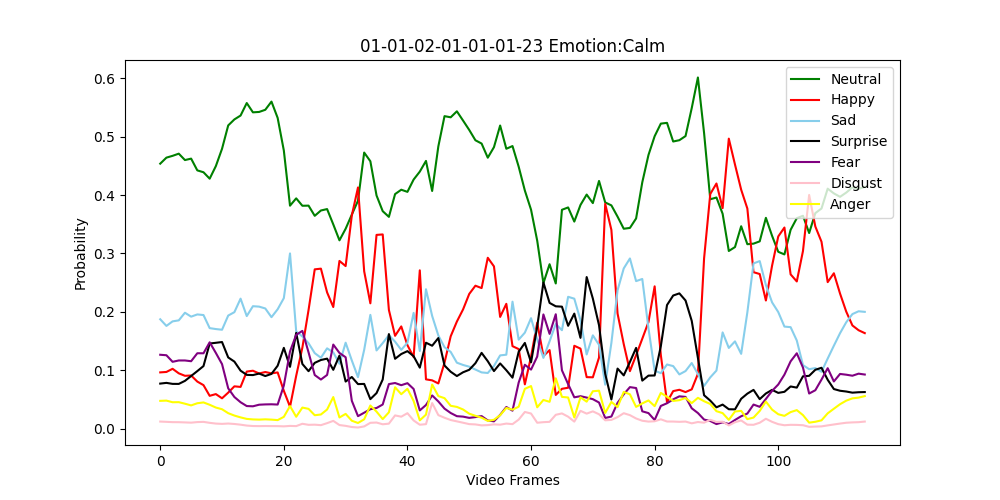 01-01-02-01-01-01-23 Emotion:Calm
Neutral
Happy
Sad
Surprise
Fear
Disgust
Anger
Probability
0.6
0.5
0.4
0.3
0.2
0.1
0.0
0 20 40 60 80 100
Video Frames